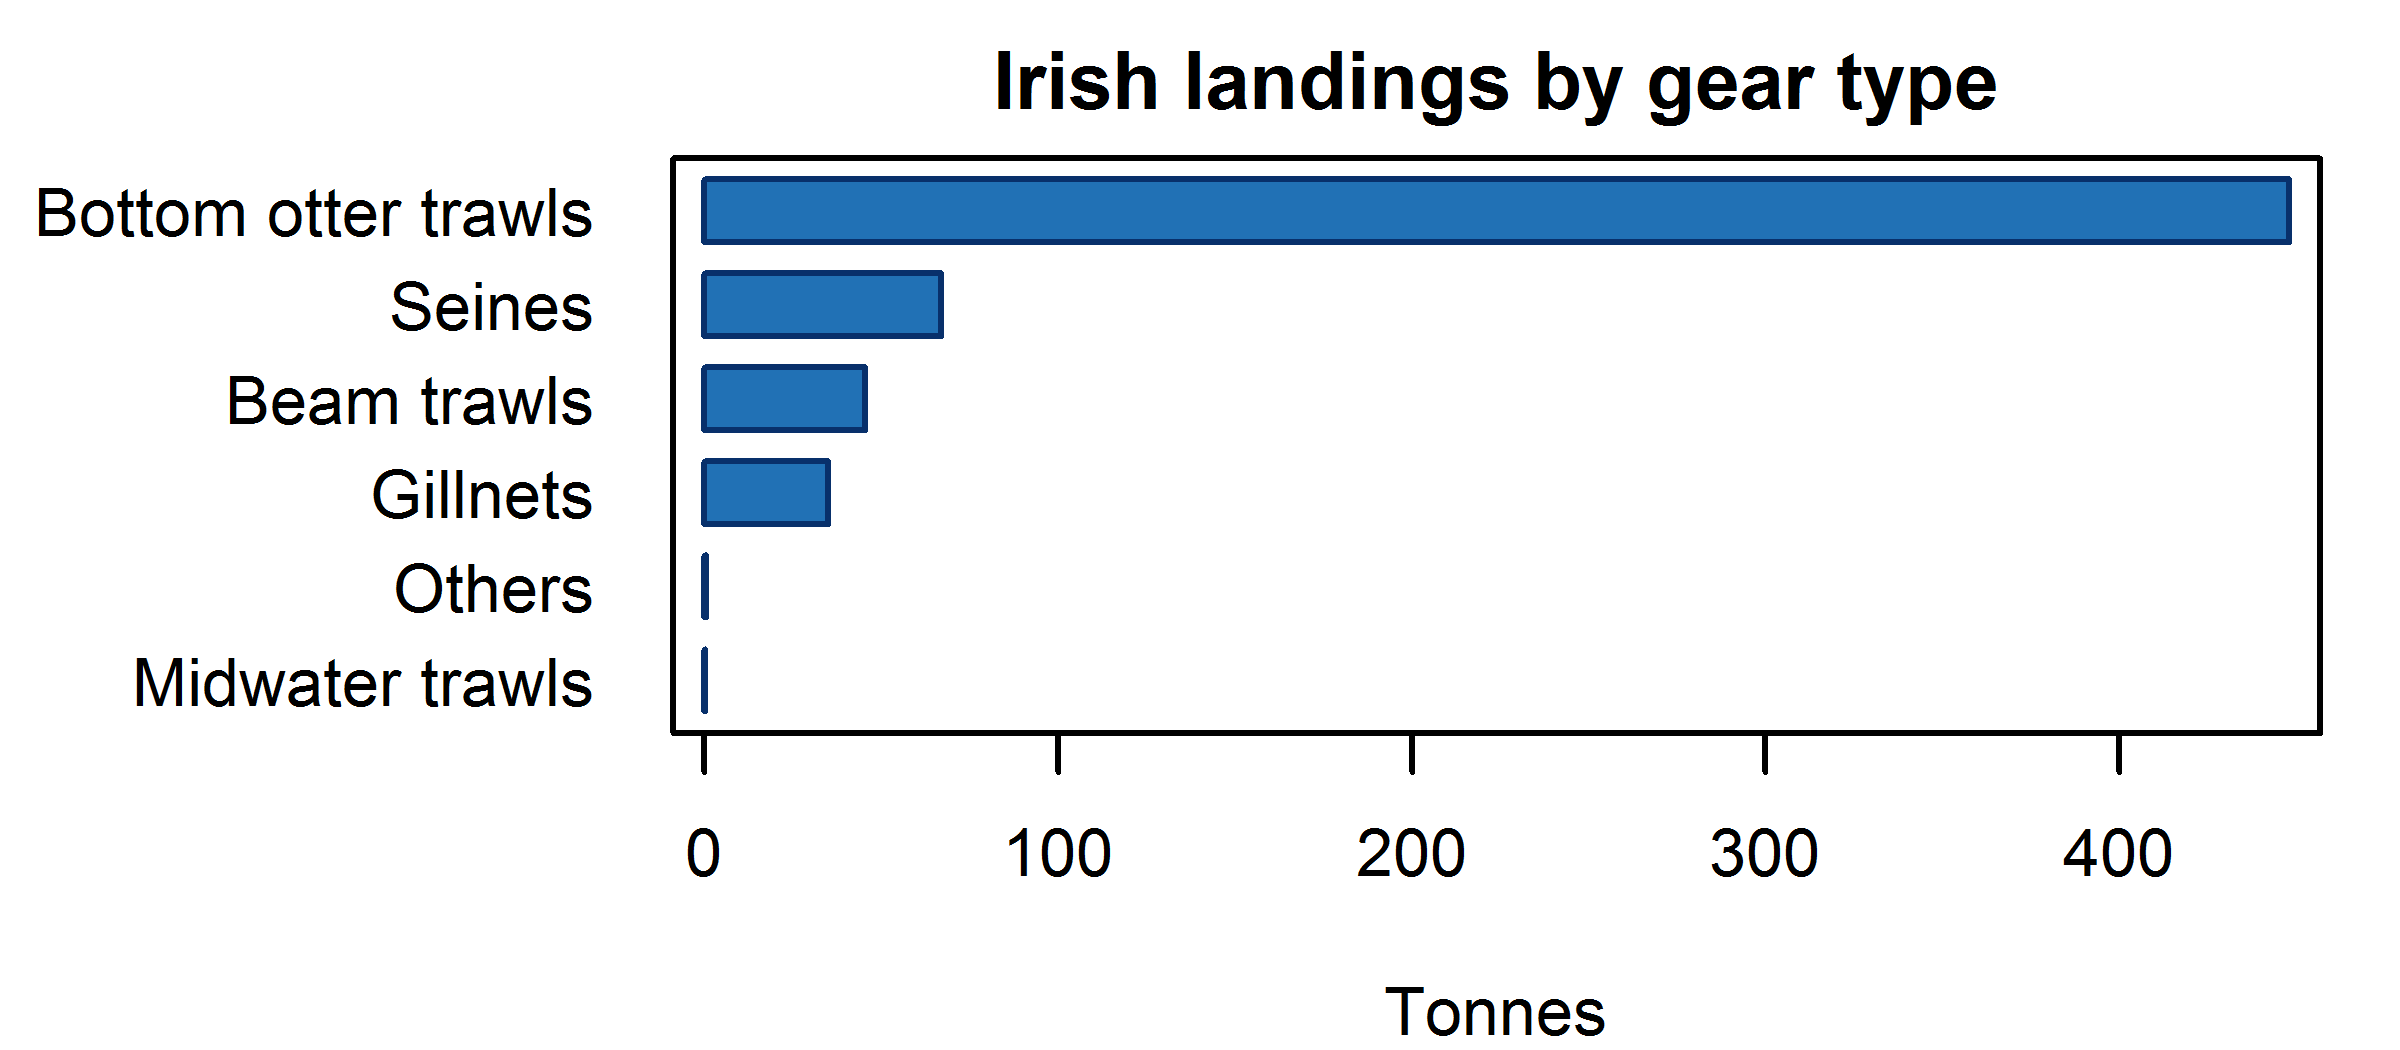 Irish landings by gear type
Bottom otter trawls
Seines
Beam trawls
Gillnets
Others
Midwater trawls
0 100 200 300 400
Tonnes